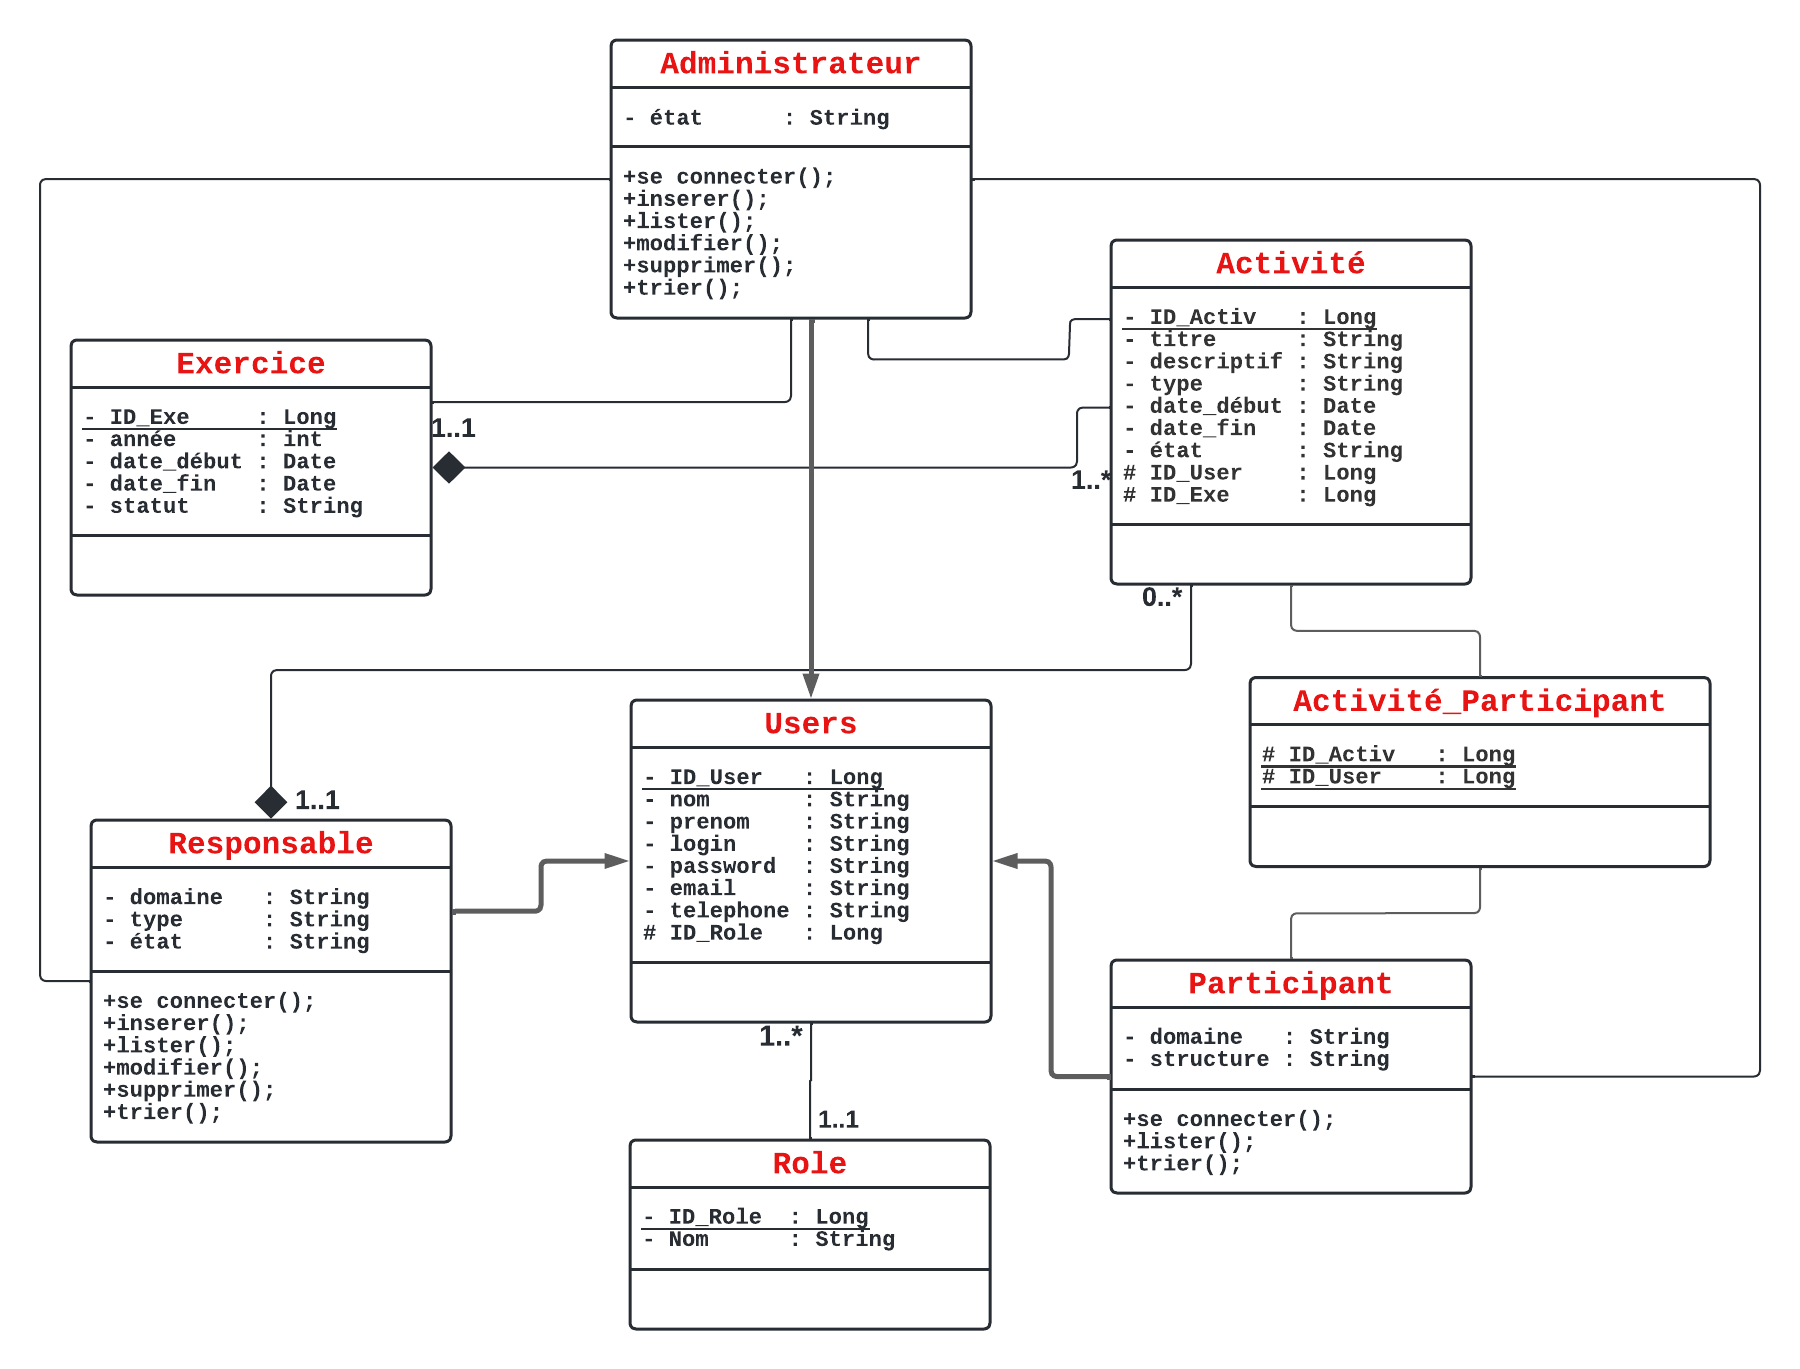 Administrateur
- état      : String
+se connecter();
+inserer();
+lister();
+modifier();
+supprimer();
+trier();
Activité
- ID_Activ   : Long
- titre      : String
- descriptif : String
- type       : String
- date_début : Date
- date_fin   : Date
- état       : String
# ID_User    : Long
# ID_Exe     : Long
Exercice
- ID_Exe     : Long
- année      : int
- date_début : Date
- date_fin   : Date
- statut     : String
1..1
1..*
0..*
Activité_Participant
# ID_Activ   : Long
# ID_User    : Long
Users
- ID_User   : Long
- nom       : String
- prenom    : String
- login     : String
- password  : String
- email     : String
- telephone : String
# ID_Role   : Long
1..1
Responsable
- domaine   : String
- type      : String
- état      : String
+se connecter();
+inserer();
+lister();
+modifier();
+supprimer();
+trier();
Participant
- domaine   : String
- structure : String
+se connecter();
+lister();
+trier();
1..*
1..1
Role
- ID_Role  : Long
- Nom      : String